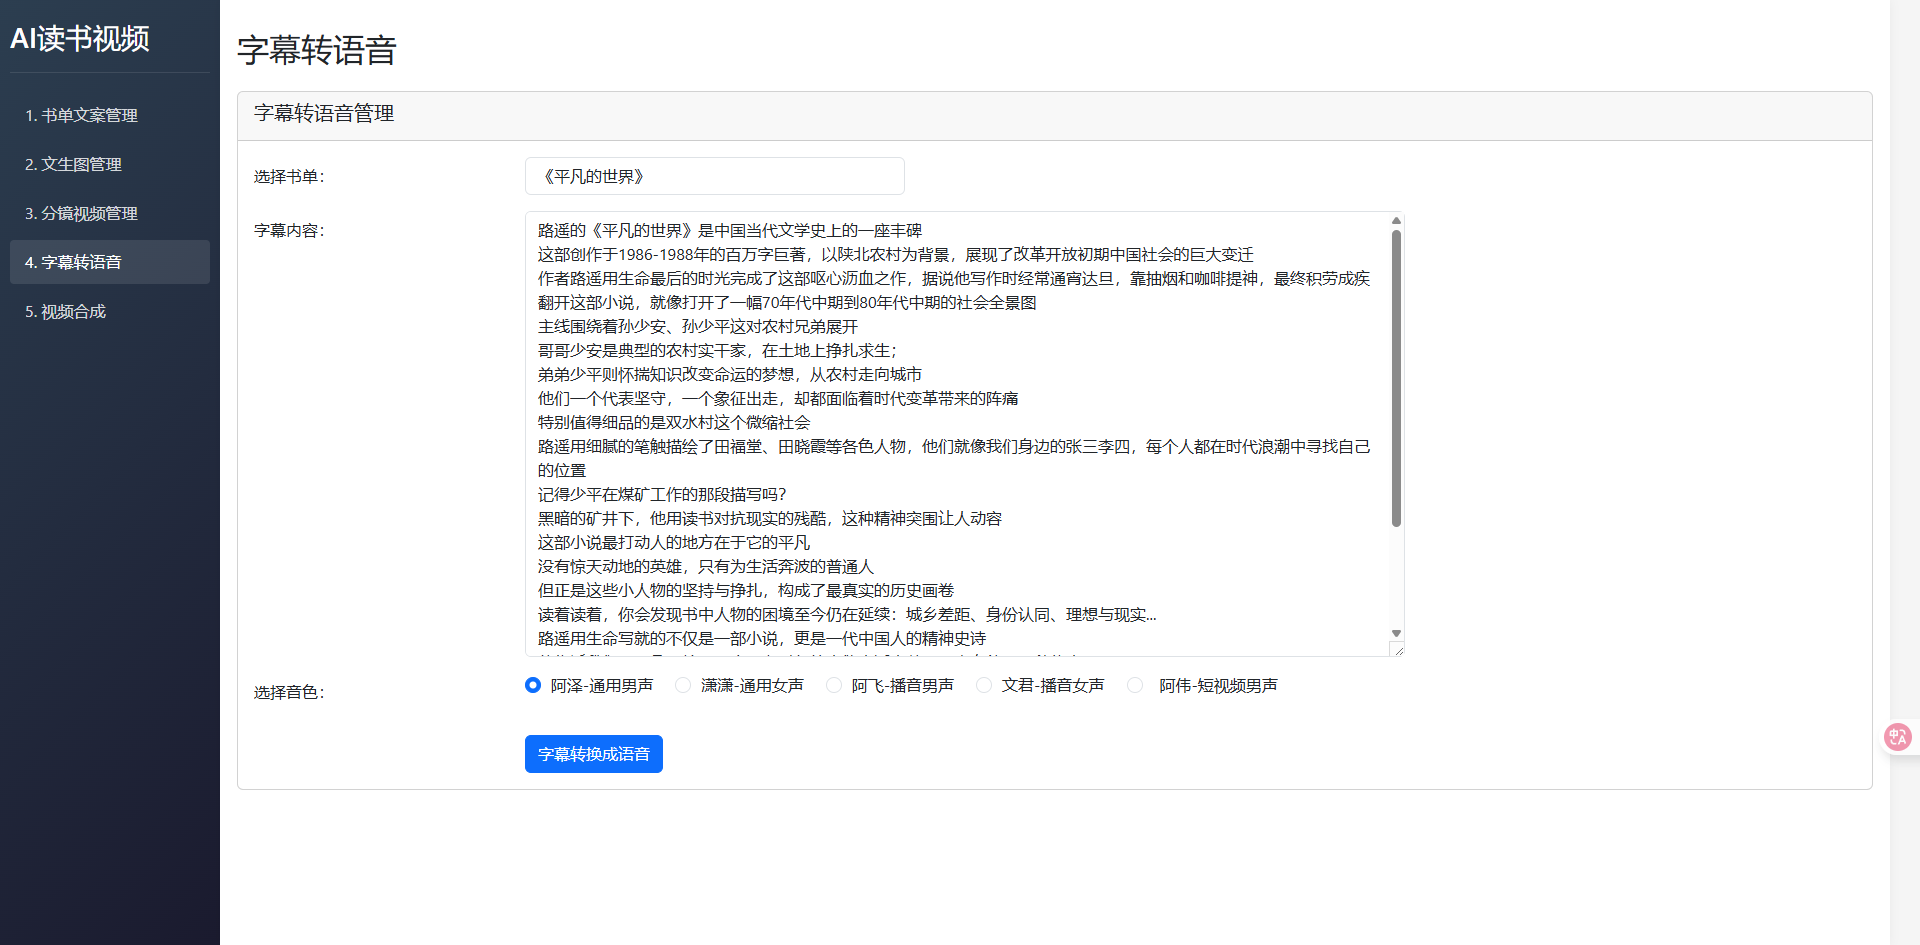 AI读书视频
1. 书单文案管理
2. 文生图管理
3. 分镜视频管理
4. 字幕转语音
5. 视频合成
字幕转语音
字幕转语音管理
选择书单：
《平凡的世界》
字幕内容：
路遥的《平凡的世界》是中国当代文学史上的一座丰碑
这部创作于1986-1988年的百万字巨著，以陕北农村为背景，展现了改革开放初期中国社会的巨大变迁
作者路遥用生命最后的时光完成了这部呕心沥血之作，据说他写作时经常通宵达旦，靠抽烟和咖啡提神，最终积劳成疾
翻开这部小说，就像打开了一幅70年代中期到80年代中期的社会全景图
主线围绕着孙少安、孙少平这对农村兄弟展开
哥哥少安是典型的农村实干家，在土地上挣扎求生；
弟弟少平则怀揣知识改变命运的梦想，从农村走向城市
他们一个代表坚守，一个象征出走，却都面临着时代变革带来的阵痛
特别值得细品的是双水村这个微缩社会
路遥用细腻的笔触描绘了田福堂、田晓霞等各色人物，他们就像我们身边的张三李四，每个人都在时代浪潮中寻找自己
的位置
记得少平在煤矿工作的那段描写吗？
黑暗的矿井下，他用读书对抗现实的残酷，这种精神突围让人动容
这部小说最打动人的地方在于它的平凡
没有惊天动地的英雄，只有为生活奔波的普通人
但正是这些小人物的坚持与挣扎，构成了最真实的历史画卷
读着读着，你会发现书中人物的困境至今仍在延续：城乡差距、身份认同、理想与现实...
路遥用生命写就的不仅是一部小说，更是一代中国人的精神史诗
选择音色：
阿泽-通用男声
潇潇-通用女声
阿飞-播音男声
文君-播音女声
阿伟-短视频男声
字幕转换成语音
中A